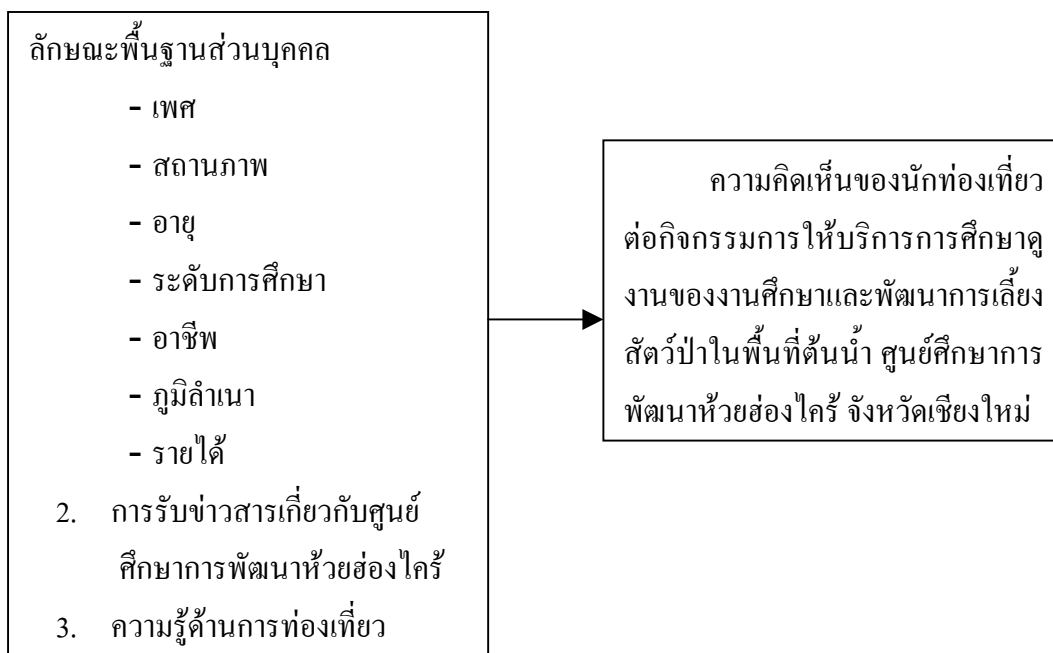 ลักษณะพื้นฐานส่วนบุคคล
- เพศ
- สถานภาพ
- อายุ
- ระดับการศึกษา
- อาชีพ
- ภูมิลำเนา
- รายได้
2. การรับข่าวสารเกี่ยวกับศูนย์
ศึกษาการพัฒนาห้วยฮ่องไคร้
3. ความรู้ด้านการท่องเที่ยว
ความคิดเห็นของนักท่องเที่ยว
ต่อกิจกรรมการให้บริการการศึกษาดู
งานของงานศึกษาและพัฒนาการเลี้ยง
สัตว์ป่าในพื้นที่ต้นน้ำ ศูนย์ศึกษาการ
พัฒนาห้วยฮ่องไคร้ จังหวัดเชียงใหม่